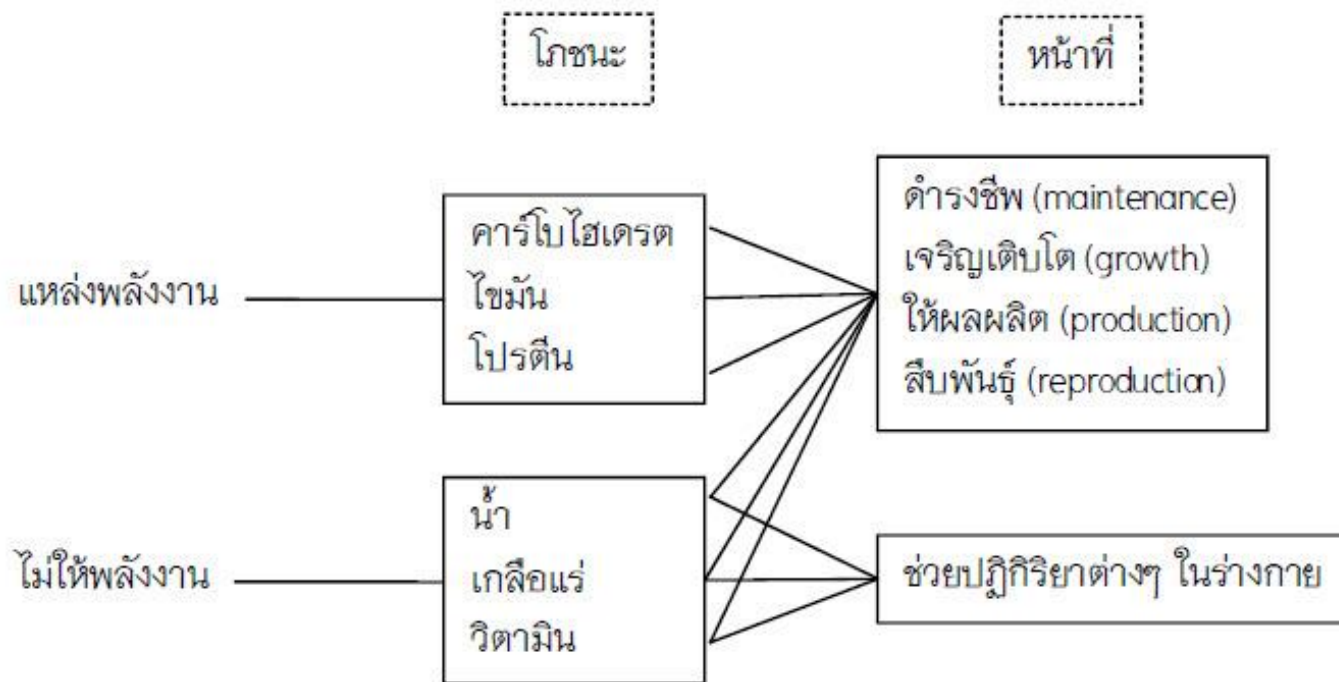 โภชนะ
หน้าที่
แหล่งพลังงาน
คาร์โบไฮเดรต
ไขมัน
โปรตีน
ดำรงชีพ (maintenance)
เจริญเติบโต (growth)
ให้ผลผลิต (production)
สืบพันธุ์ (reproduction)
ไม่ให้พลังงาน
น้ำ
เกลือแร่
วิตามิน
ช่วยปฏิกิริยาต่างๆ ในร่างกาย